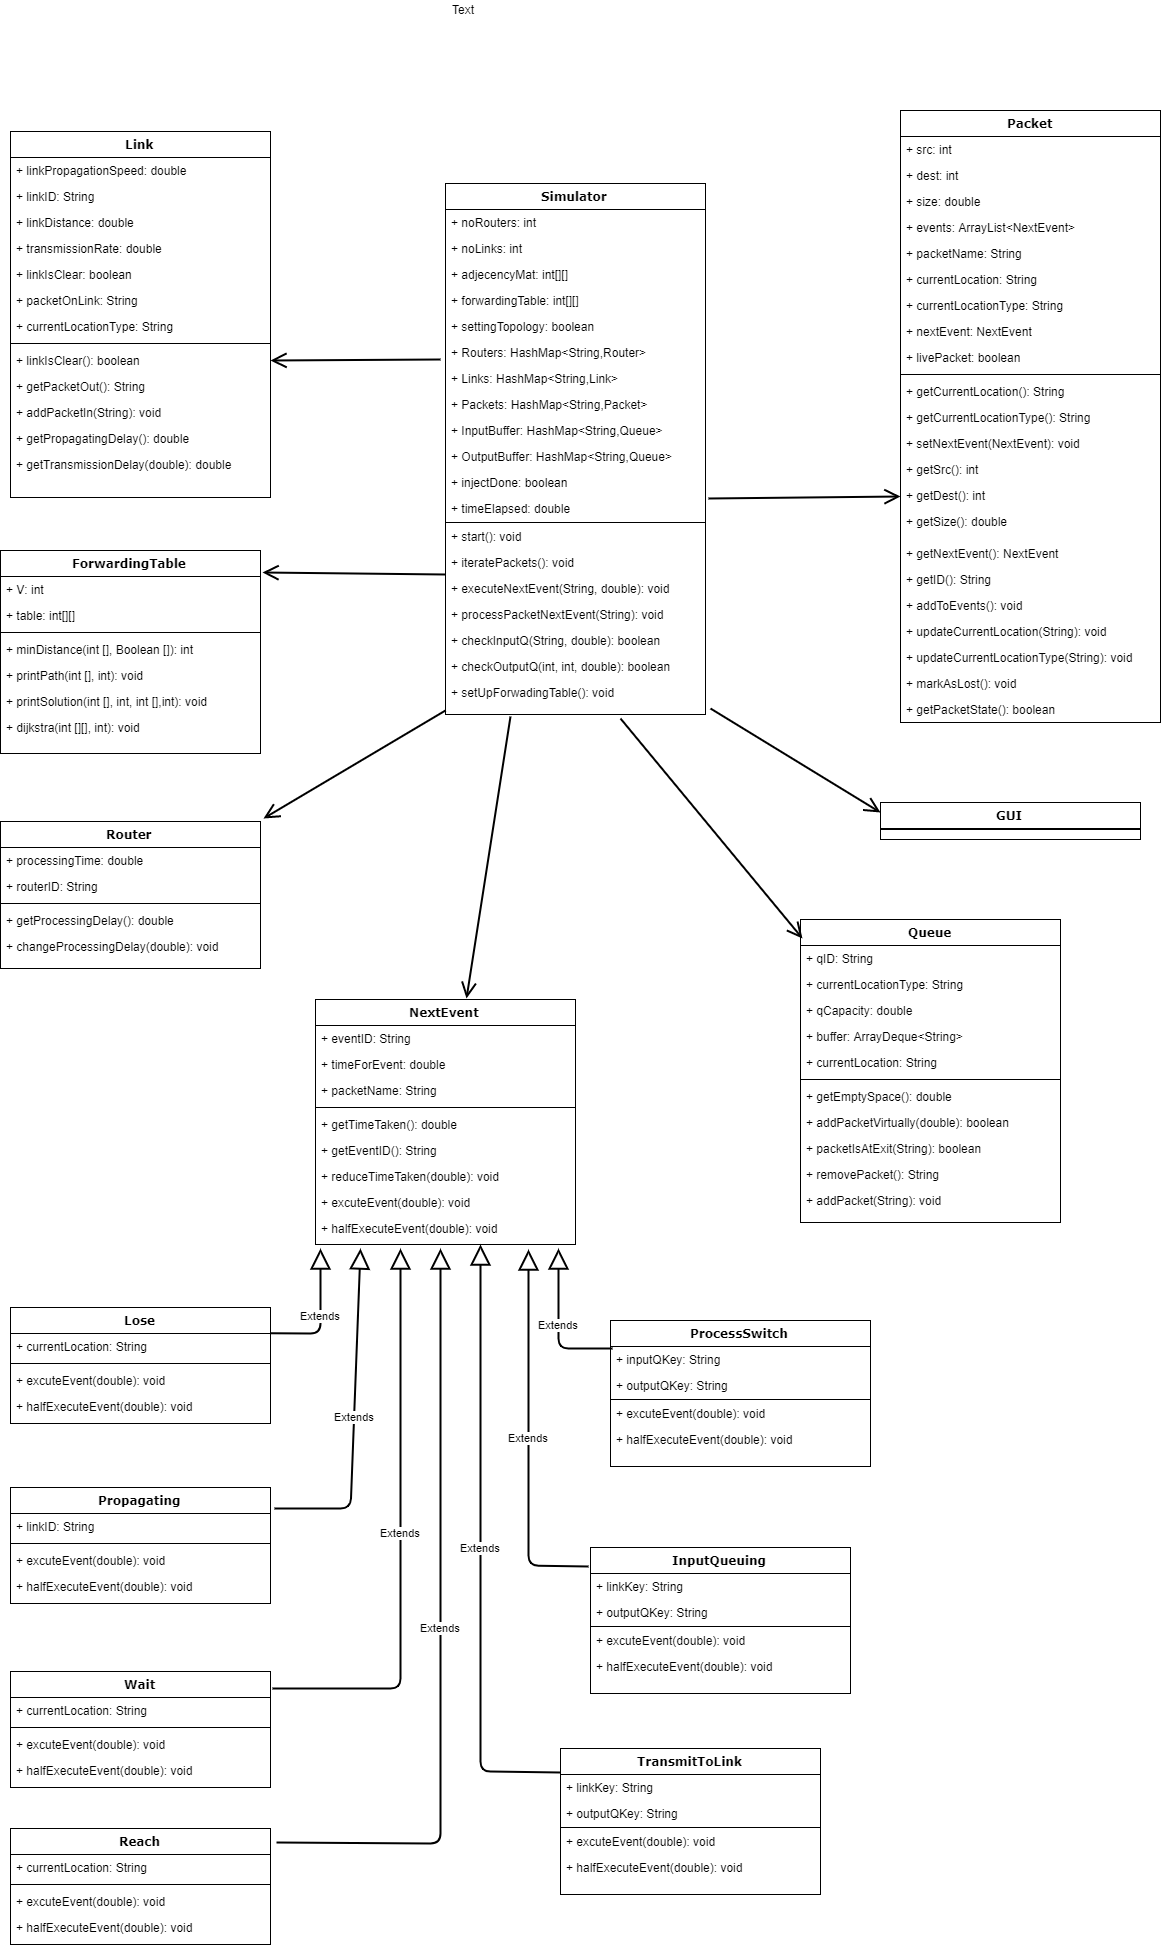 Text
Link
+ linkPropagationSpeed: double
+ linkID: String
+ linkDistance: double
+ transmissionRate: double
+ linkIsClear: boolean
+ packetOnLink: String
+ currentLocationType: String
+ linkIsClear(): boolean
+ getPacketOut(): String
+ addPacketIn(String): void
+ getPropagatingDelay(): double
+ getTransmissionDelay(double): double
Simulator
+ noRouters: int
+ noLinks: int
+ adjecencyMat: int[][]
+ forwardingTable: int[][]
+ settingTopology: boolean
+ Routers: HashMap<String,Router>
+ Links: HashMap<String,Link>
+ Packets: HashMap<String,Packet>
+ InputBuffer: HashMap<String,Queue>
+ OutputBuffer: HashMap<String,Queue>
+ injectDone: boolean
+ timeElapsed: double
+ start(): void
+ iteratePackets(): void
+ executeNextEvent(String, double): void
+ processPacketNextEvent(String): void
+ checkInputQ(String, double): boolean
+ checkOutputQ(int, int, double): boolean
+ setUpForwadingTable(): void
Packet
+ src: int
+ dest: int
+ size: double
+ events: ArrayList<NextEvent>
+ packetName: String
+ currentLocation: String
+ currentLocationType: String
+ nextEvent: NextEvent
+ livePacket: boolean
+ getCurrentLocation(): String
+ getCurrentLocationType(): String
+ setNextEvent(NextEvent): void
+ getSrc(): int
+ getDest(): int
+ getSize(): double
+ getNextEvent(): NextEvent
+ getID(): String
+ addToEvents(): void
+ updateCurrentLocation(String): void
+ updateCurrentLocationType(String): void
+ markAsLost(): void
+ getPacketState(): boolean
ForwardingTable
+ V: int
+ table: int[][]
+ minDistance(int [], Boolean []): int
+ printPath(int [], int): void
+ printSolution(int [], int, int [],int): void
+ dijkstra(int [][], int): void
Router
+ processingTime: double
+ routerID: String
+ getProcessingDelay(): double
+ changeProcessingDelay(double): void
GUI
Queue
+ qID: String
+ currentLocationType: String
+ qCapacity: double
+ buffer: ArrayDeque<String>
+ currentLocation: String
+ getEmptySpace(): double
+ addPacketVirtually(double): boolean
+ packetIsAtExit(String): boolean
+ removePacket(): String
+ addPacket(String): void
NextEvent
+ eventID: String
+ timeForEvent: double
+ packetName: String
+ getTimeTaken(): double
+ getEventID(): String
+ reduceTimeTaken(double): void
+ excuteEvent(double): void
+ halfExecuteEvent(double): void
Lose
+ currentLocation: String
+ excuteEvent(double): void
+ halfExecuteEvent(double): void
Extends
Extends
ProcessSwitch
+ inputQKey: String
+ outputQKey: String
+ excuteEvent(double): void
+ halfExecuteEvent(double): void
Extends
Extends
Propagating
+ linkID: String
+ excuteEvent(double): void
+ halfExecuteEvent(double): void
Extends
Extends
InputQueuing
+ linkKey: String
+ outputQKey: String
+ excuteEvent(double): void
+ halfExecuteEvent(double): void
Extends
Wait
+ currentLocation: String
+ excuteEvent(double): void
+ halfExecuteEvent(double): void
TransmitToLink
+ linkKey: String
+ outputQKey: String
+ excuteEvent(double): void
+ halfExecuteEvent(double): void
Reach
+ currentLocation: String
+ excuteEvent(double): void
+ halfExecuteEvent(double): void